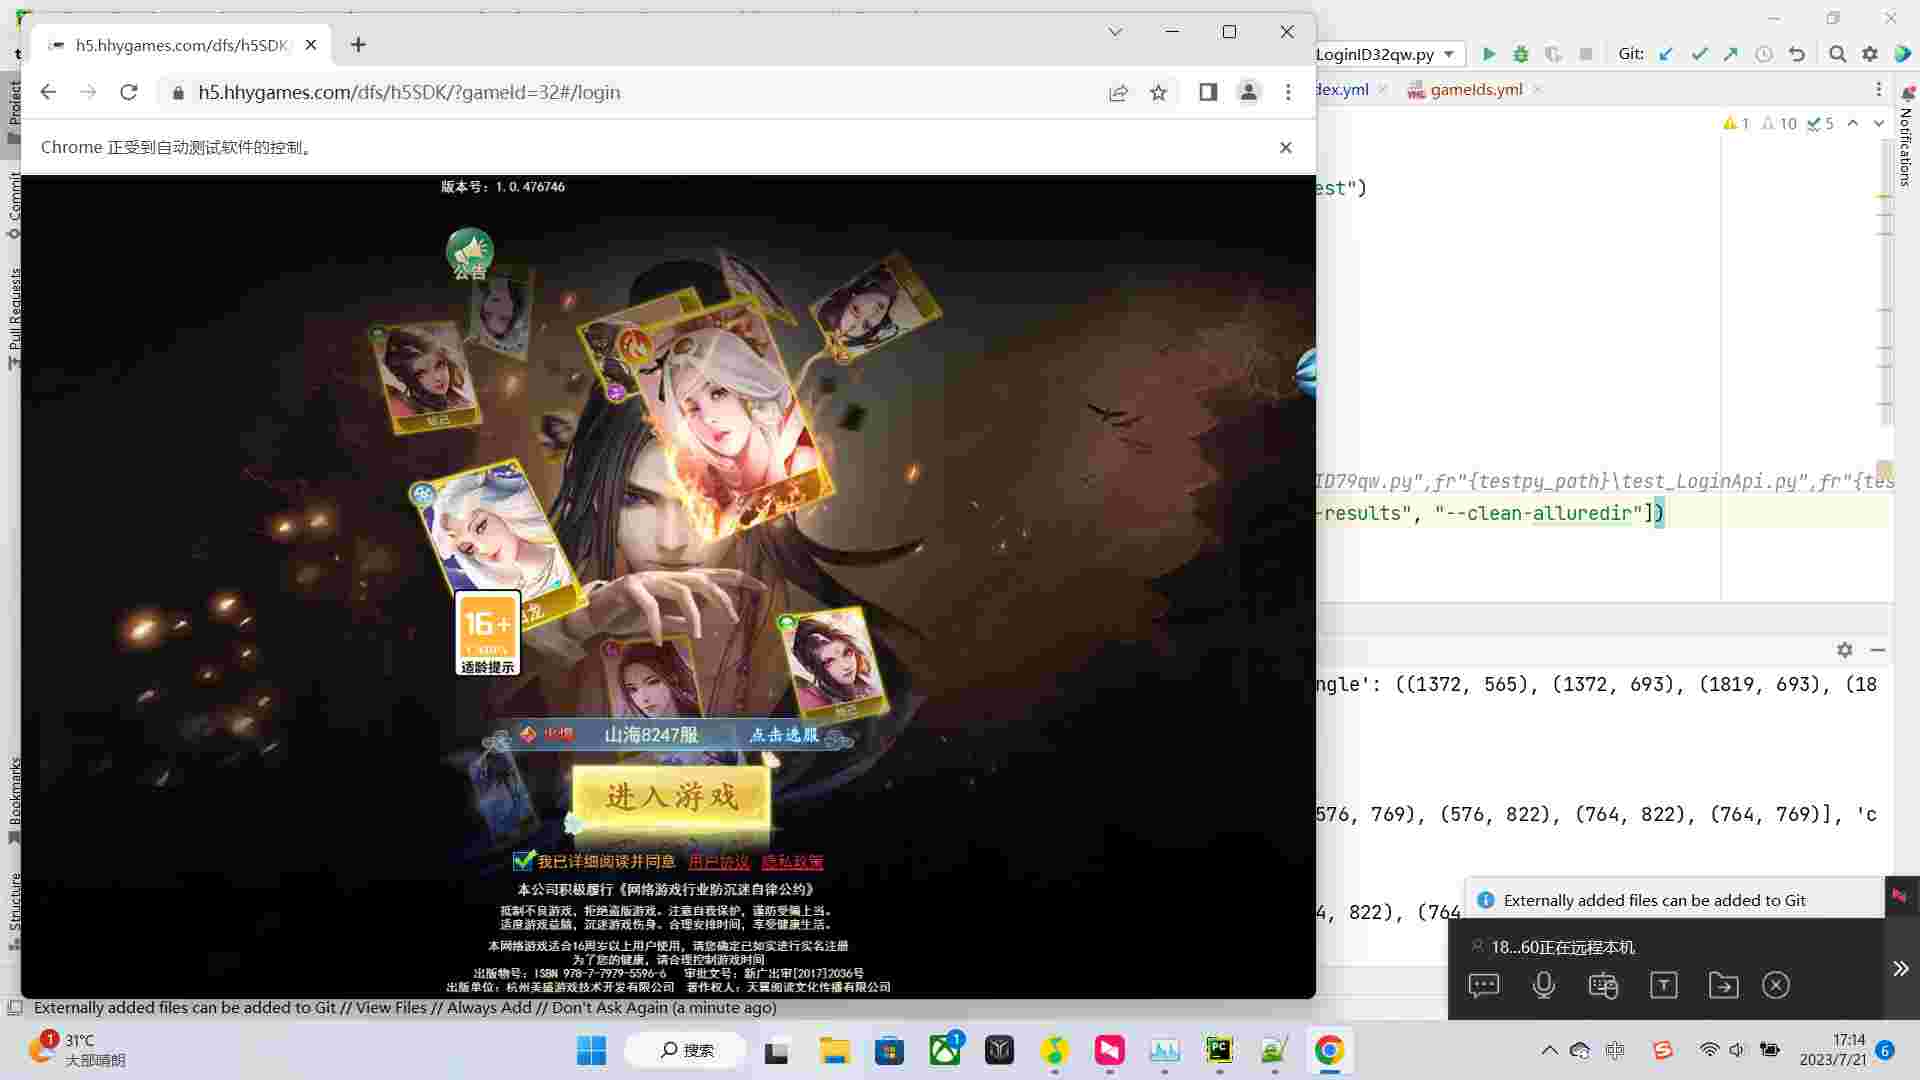 h5.hhygames.com/dfs/h5SDK
LoginID32qw.py
Git:
h5.hhygames.com/dfs/h5SDK/?gameId=32#/login
dex.yml
gameIds.yml
Chrome 正受到自动测试软件的控制。
1 10 5
Project
Commit
Pull Requests
Bookmarks
Structure
Notifications
版本号：1.0.476746
est")
公告
ID79qw.py",fr"{testpy_path}\test_LoginApi.py",fr"{tes
-results", "--clean-alluredir"])
16+
适龄提示
ngle': ((1372, 565), (1372, 693), (1819, 693), (18
火爆 山海8247服 点击选服
进入游戏
576, 769), (576, 822), (764, 822), (764, 769)], 'c
我已详细阅读并同意 用户协议 隐私政策
本公司积极履行《网络游戏行业防沉迷自律公约》
抵制不良游戏，拒绝盗版游戏。注意自我保护，谨防受骗上当。
适度游戏益脑，沉迷游戏伤身。合理安排时间，享受健康生活。
本网络游戏适合16周岁以上用户使用，请您确定已如实进行实名注册
为了您的健康，请合理控制游戏时间
出版物号：ISBN 978-7-7979-5596-6 审批文号：新广出审[2017]2036号
出版单位：杭州美盛游戏技术开发有限公司 著作权人：天翼阅读文化传播有限公司
4, 822), (764
Externally added files can be added to Git
18...60正在远程本机
Externally added files can be added to Git // View Files // Always Add // Don't Ask Again (a minute ago)
1
31℃
大部晴朗
搜索
1
PC
中
17:14
2023/7/21
6